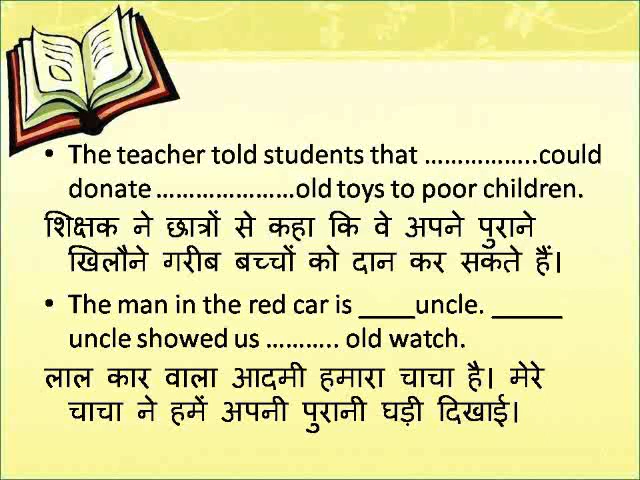 • The teacher told students that ……………..could
donate …………………old toys to poor children.
शिक्षक ने छात्रों से कहा कि वे अपने पुराने
खिलौने गरीब बच्चों को दान कर सकते हैं।
• The man in the red car is ____uncle. _____
uncle showed us ……….. old watch.
लाल कार वाला आदमी हमारा चाचा है। मेरे
चाचा ने हमें अपनी पुरानी घड़ी दिखाई।